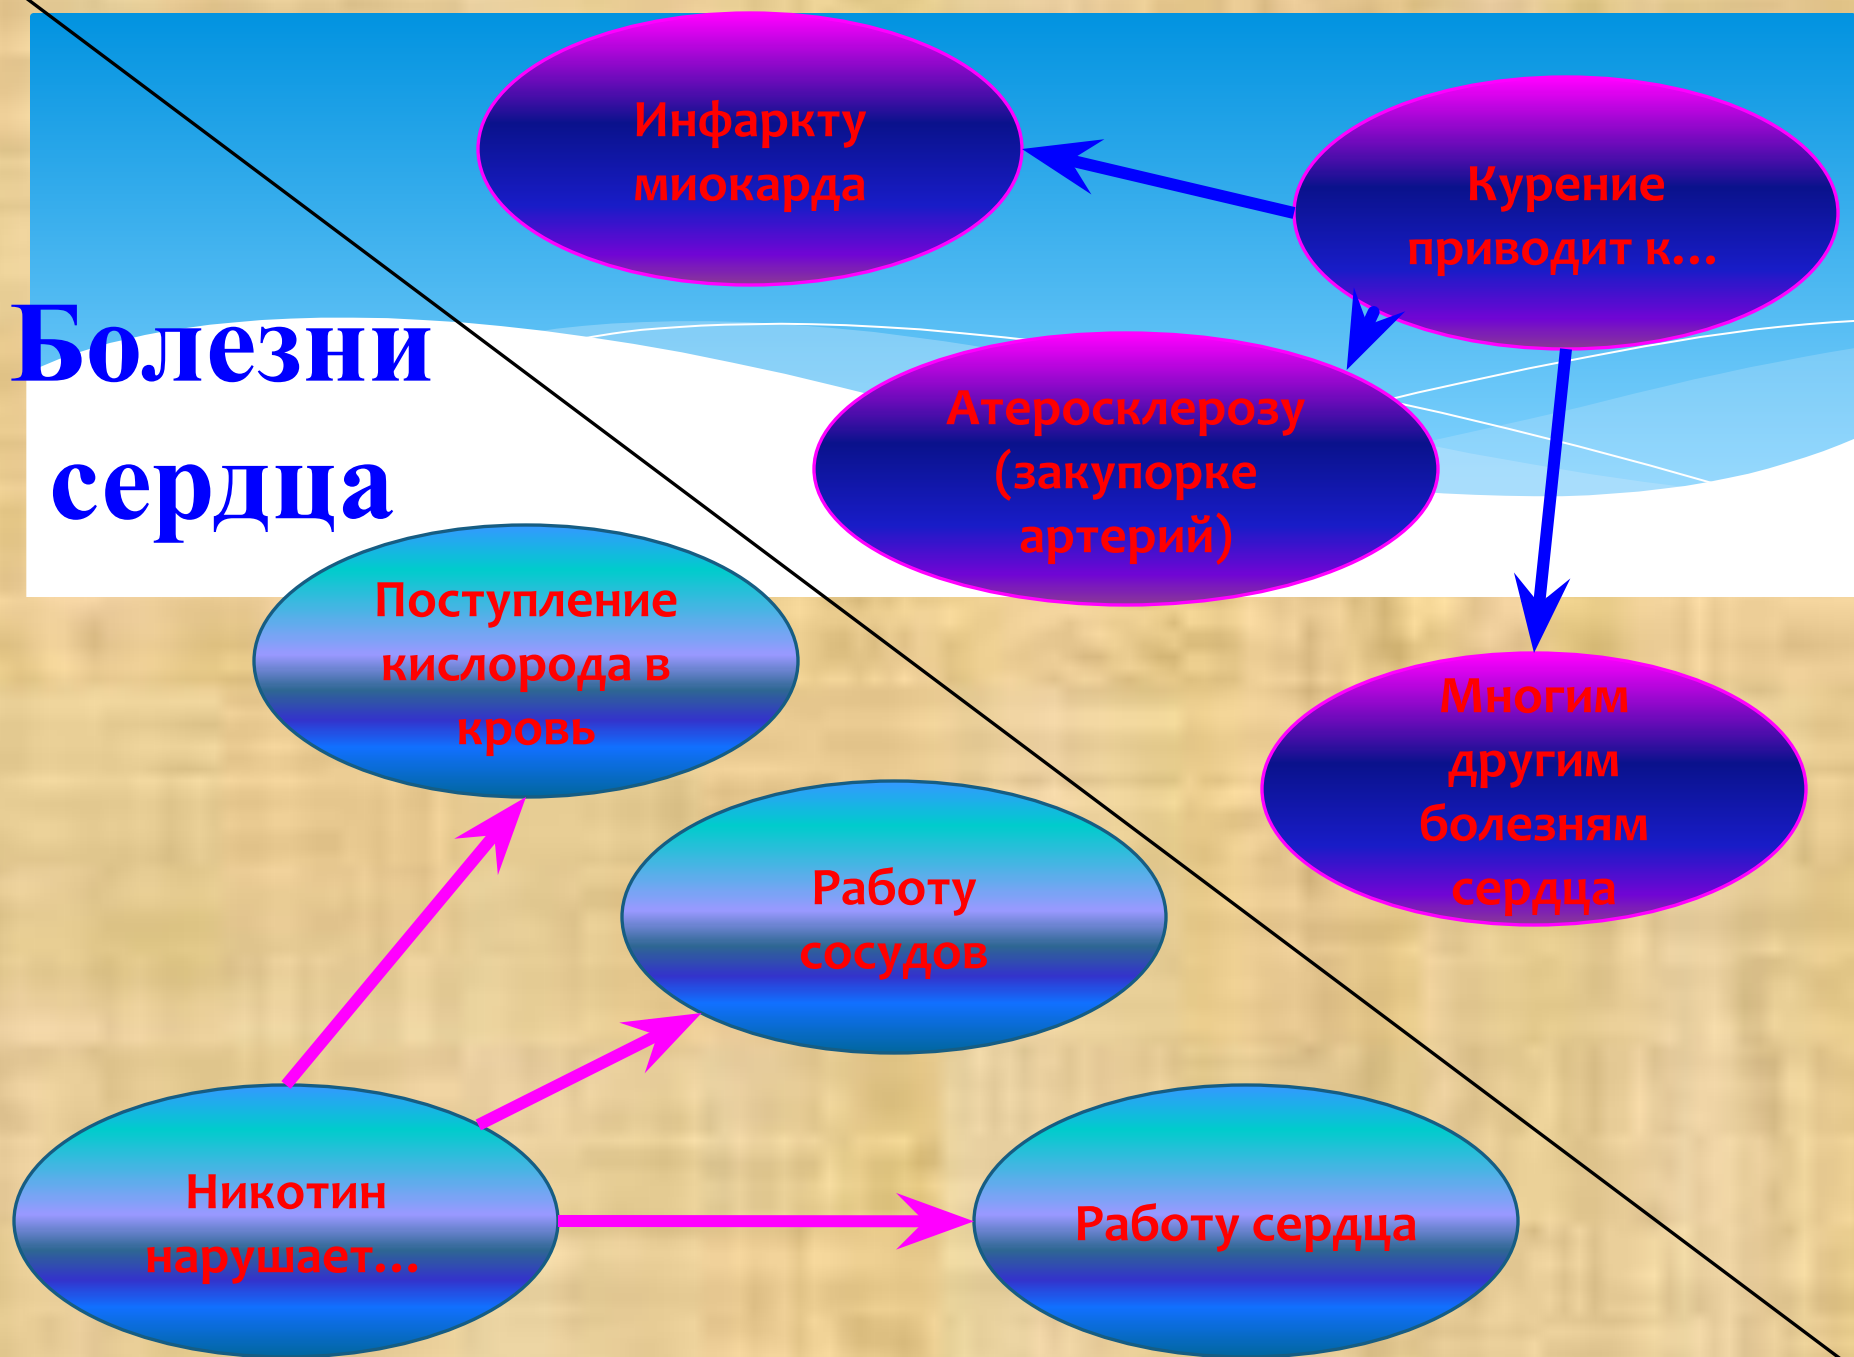 Болезни
сердца
Инфаркту
миокарда
Курение
приводит к...
Атеросклерозу
(закупорке
артерий)
Многим
другим
болезням
сердца
Поступление
кислорода в
кровь
Работу
сосудов
Никотин
нарушает...
Работу сердца